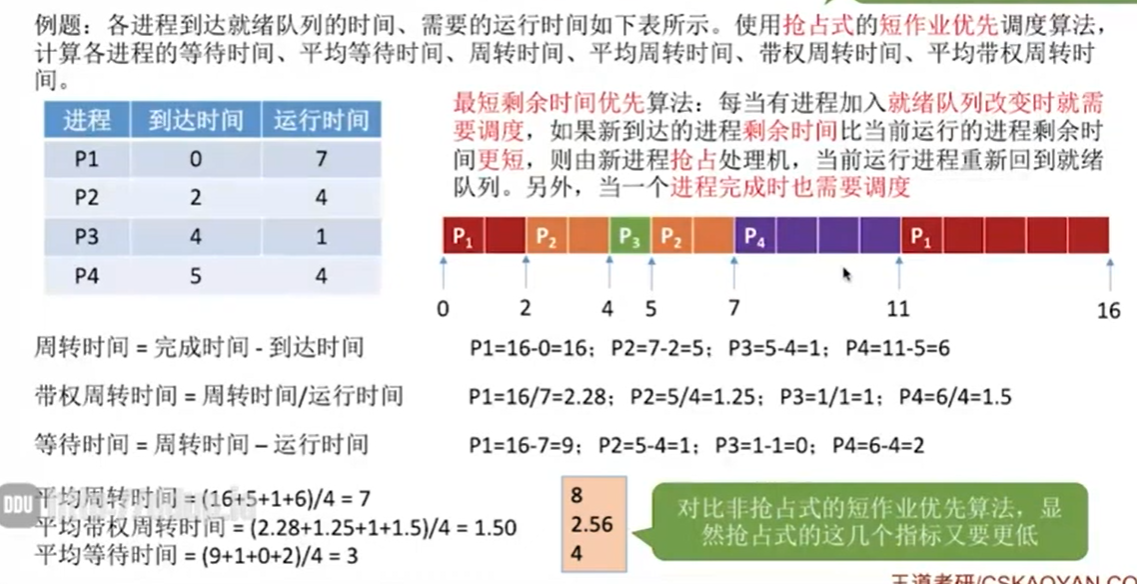 例题：各进程到达就绪队列的时间、需要的运行时间如下表所示。使用抢占式的短作业优先调度算法，
计算各进程的等待时间、平均等待时间、周转时间、平均周转时间、带权周转时间、平均带权周转时
间。
进程 到达时间 运行时间
P1 0 7
P2 2 4
P3 4 1
P4 5 4
最短剩余时间优先算法：每当有进程加入就绪队列改变时就需
要调度，如果新到达的进程剩余时间比当前运行的进程剩余时
间更短，则由新进程抢占处理机，当前运行进程重新回到就绪
队列。另外，当一个进程完成时也需要调度
P₁ P₂ P₃ P₂ P₄ P₁
0 2 4 5 7 11 16
周转时间 = 完成时间 - 到达时间
P1=16-0=16；P2=7-2=5；P3=5-4=1；P4=11-5=6
带权周转时间 = 周转时间/运行时间
P1=16/7=2.28；P2=5/4=1.25；P3=1/1=1；P4=6/4=1.5
等待时间 = 周转时间 – 运行时间
P1=16-7=9；P2=5-4=1；P3=1-1=0；P4=6-4=2
平均周转时间 = (16+5+1+6)/4 = 7
平均带权周转时间 = (2.28+1.25+1+1.5)/4 = 1.50
平均等待时间 = (9+1+0+2)/4 = 3
8
2.56
4
对比非抢占式的短作业优先算法，显
然抢占式的这几个指标又要更低
DDU
王道考研/CSKAOYAN.CO